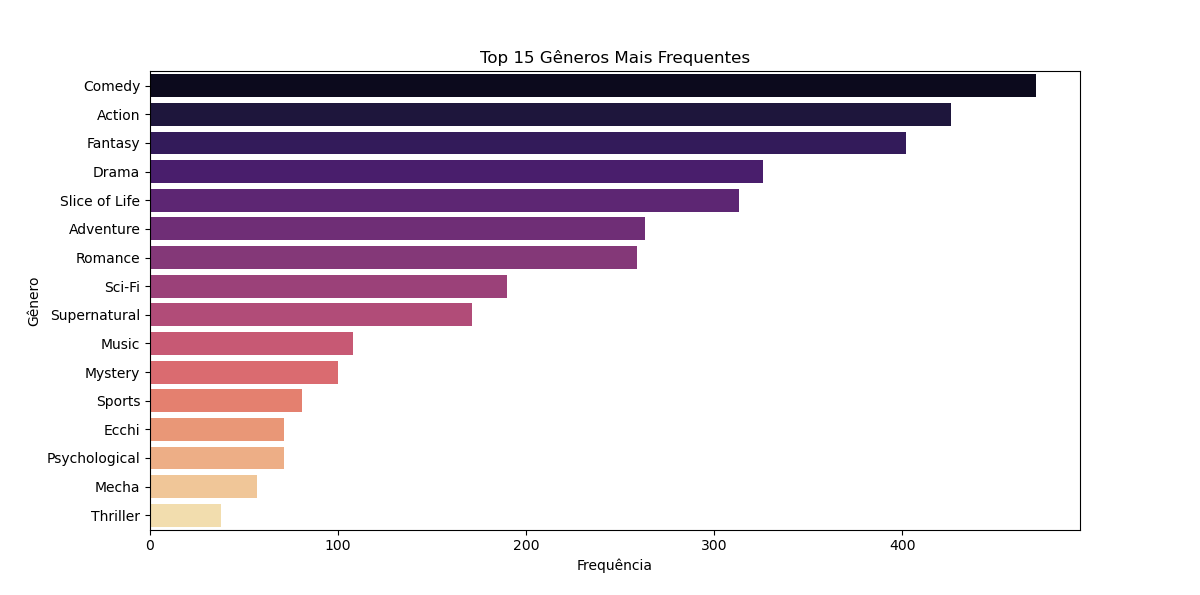 Top 15 Gêneros Mais Frequentes
Gênero
Comedy
Action
Fantasy
Drama
Slice of Life
Adventure
Romance
Sci-Fi
Supernatural
Music
Mystery
Sports
Ecchi
Psychological
Mecha
Thriller
0 100 200 300 400
Frequência